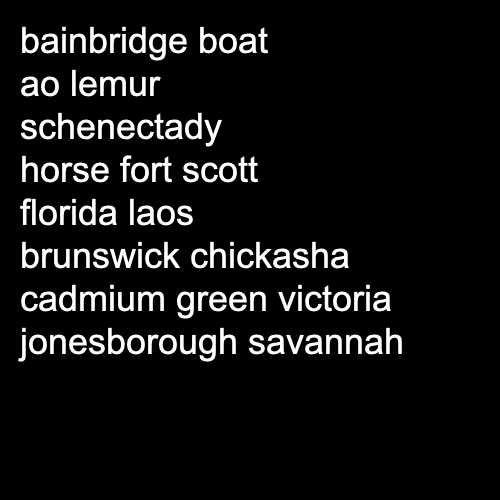 bainbridge boat
ao lemur
schenectady
horse fort scott
florida laos
brunswick chickasha
cadmium green victoria
jonesborough savannah